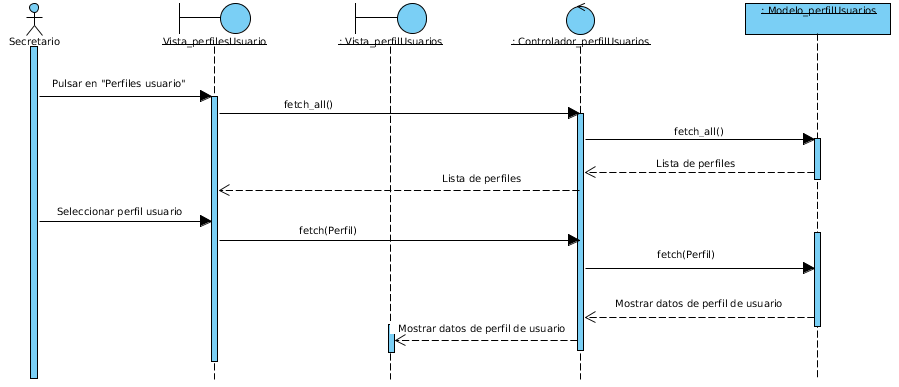 Secretario
Vista_perfilesUsuario
: Vista_perfilUsuarios
: Controlador_perfilUsuarios
: Modelo_perfilUsuarios
Pulsar en "Perfiles usuario"
fetch_all()
fetch_all()
Lista de perfiles
Lista de perfiles
Seleccionar perfil usuario
fetch(Perfil)
fetch(Perfil)
Mostrar datos de perfil de usuario
Mostrar datos de perfil de usuario